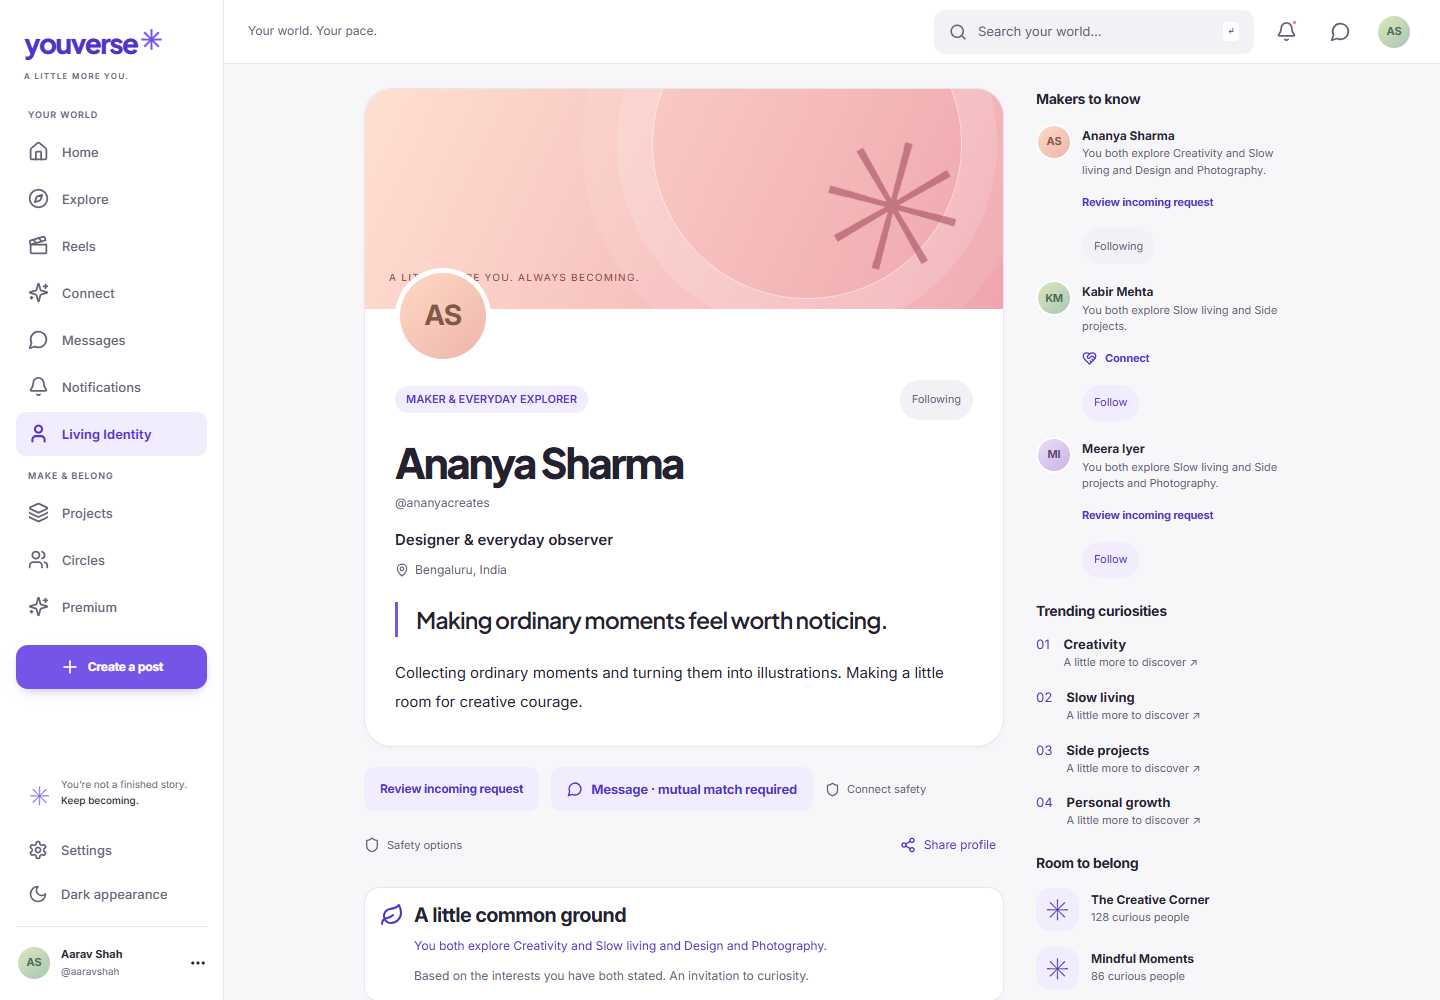 youverse
A LITTLE MORE YOU.
YOUR WORLD
Home
Explore
Reels
Connect
Messages
Notifications
Living Identity
MAKE & BELONG
Projects
Circles
Premium
Create a post
You're not a finished story.
Keep becoming.
Settings
Dark appearance
AS
Aarav Shah
@aaravshah
Your world. Your pace.
Search your world...
AS
YOU. ALWAYS BECOMING.
AS
MAKER & EVERYDAY EXPLORER
Following
Ananya Sharma
@ananyacreates
Designer & everyday observer
Bengaluru, India
Making ordinary moments feel worth noticing.
Collecting ordinary moments and turning them into illustrations. Making a little
room for creative courage.
Review incoming request
Message · mutual match required
Connect safety
Safety options
Share profile
A little common ground
You both explore Creativity and Slow living and Design and Photography.
Based on the interests you have both stated. An invitation to curiosity.
Makers to know
AS
Ananya Sharma
You both explore Creativity and Slow
living and Design and Photography.
Review incoming request
Following
KM
Kabir Mehta
You both explore Slow living and Side
projects.
Connect
Follow
MI
Meera Iyer
You both explore Slow living and Side
projects and Photography.
Review incoming request
Follow
Trending curiosities
01 Creativity
A little more to discover ↗
02 Slow living
A little more to discover ↗
03 Side projects
A little more to discover ↗
04 Personal growth
A little more to discover ↗
Room to belong
The Creative Corner
128 curious people
Mindful Moments
86 curious people